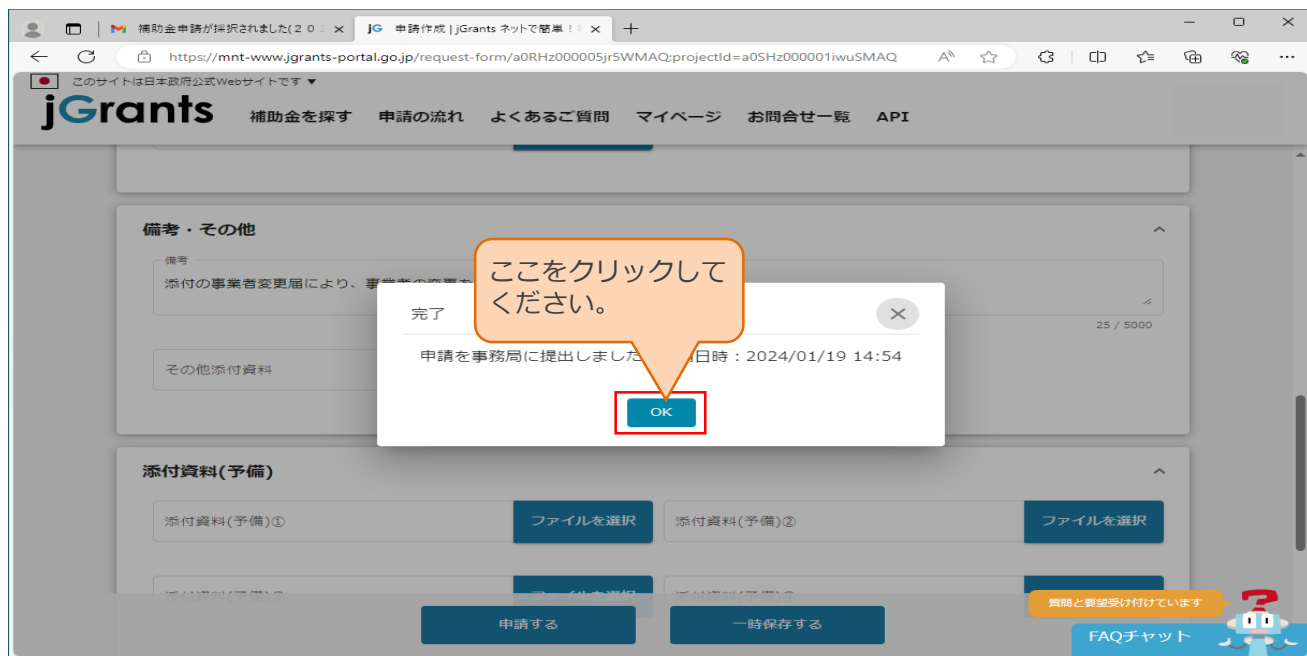 補助金申請が採択されました(２０
jG 申請作成 | jGrants ネットで簡単！
https://mnt-www.jgrants-portal.go.jp/request-form/a0RHz000005jr5WMAQ;projectId=a0SHz000001iwuSMAQ
このサイトは日本政府公式Webサイトです ▼
jGrants 補助金を探す 申請の流れ よくあるご質問 マイページ お問合せ一覧 API
備考・その他
備考
添付の事業者変更届により、事業者の変更を
25 / 5000
ここをクリックして
ください。
完了
申請を事務局に提出しました
日時：2024/01/19 14:54
OK
その他添付資料
添付資料(予備)
添付資料(予備)① ファイルを選択 添付資料(予備)② ファイルを選択
ファイルを選択
申請する 一時保存する
質問と要望受け付けています
FAQチャット